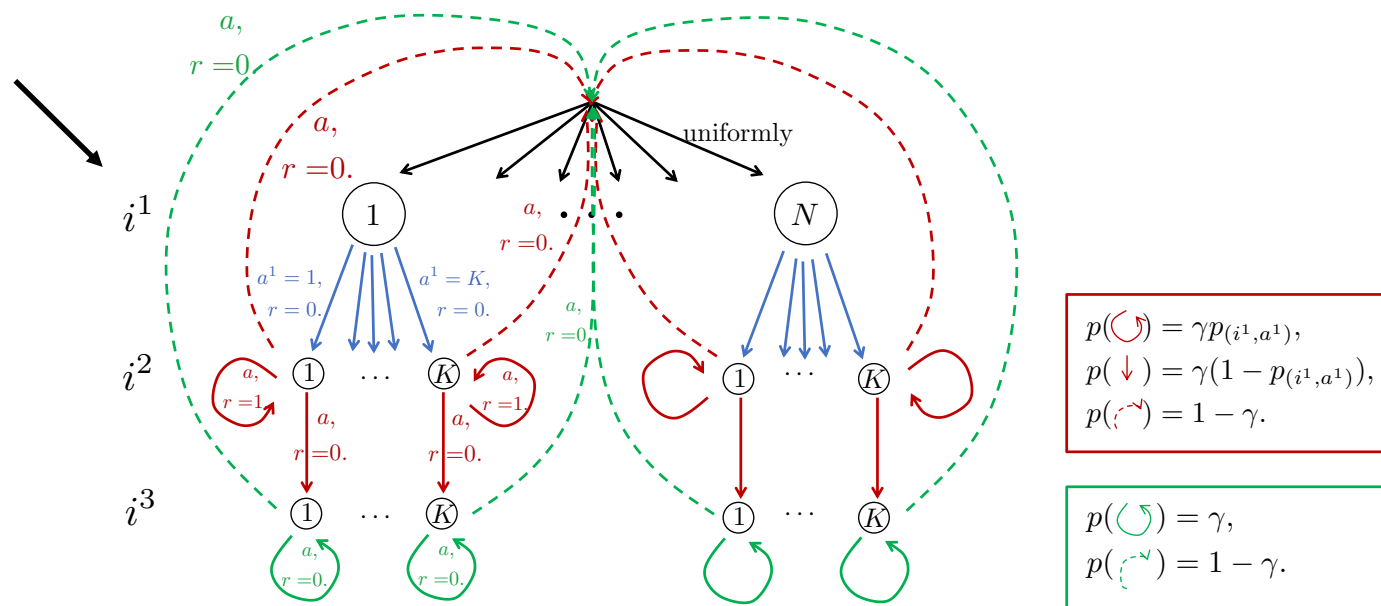 a,
r =0
a,
r =0.
uniformly
i^1
1
a,
r =0.
. . .
N
a^1 = 1,
r = 0.
a^1 = K,
r = 0.
a,
r =0
i^2
1
...
K
a,
r =1.
a,
r =1.
1
...
K
a,
r =0.
a,
r =0.
i^3
1
...
K
1
...
K
a,
r =0.
a,
r =0.
p(↺) = γp_{(i^1,a^1)},
p(↓) = γ(1 − p_{(i^1,a^1)}),
p(⤵) = 1 − γ.
p(↺) = γ,
p(⤵) = 1 − γ.